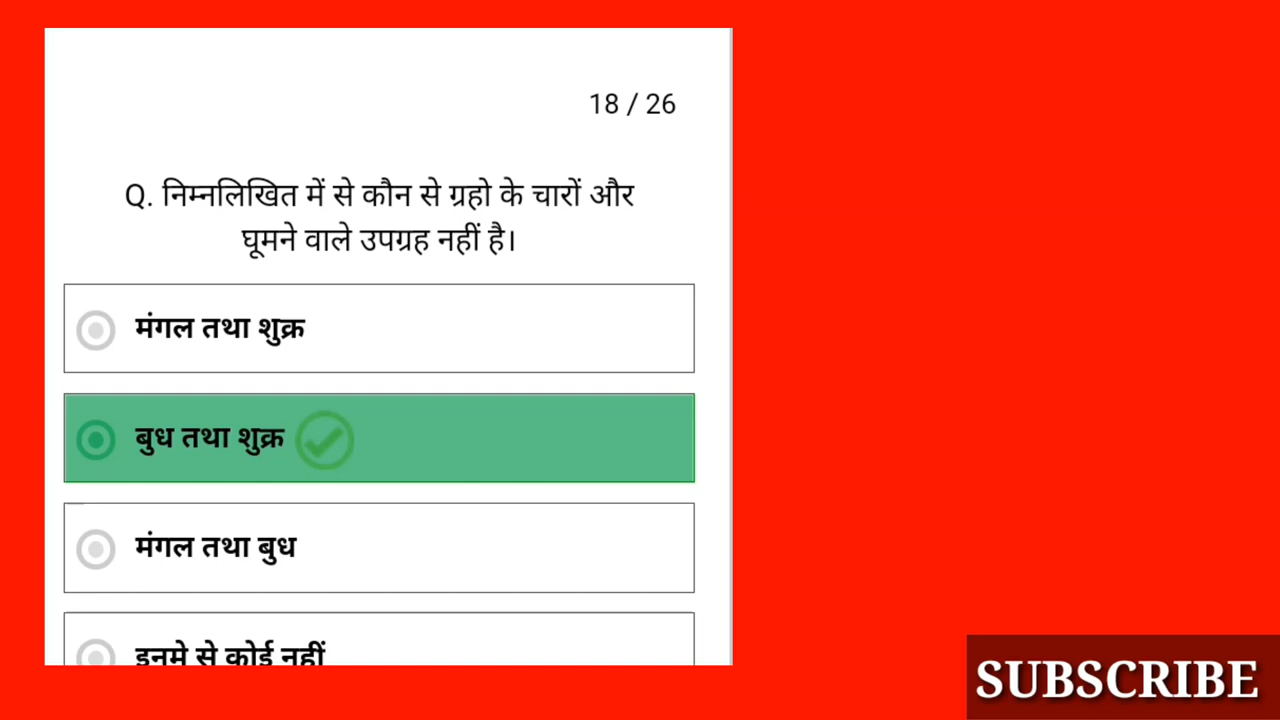 18 / 26
Q. निम्नलिखित में से कौन से ग्रहो के चारों और
घूमने वाले उपग्रह नहीं है।
मंगल तथा शुक्र
बुध तथा शुक्र
मंगल तथा बुध
इनमे से कोई नहीं
SUBSCRIBE